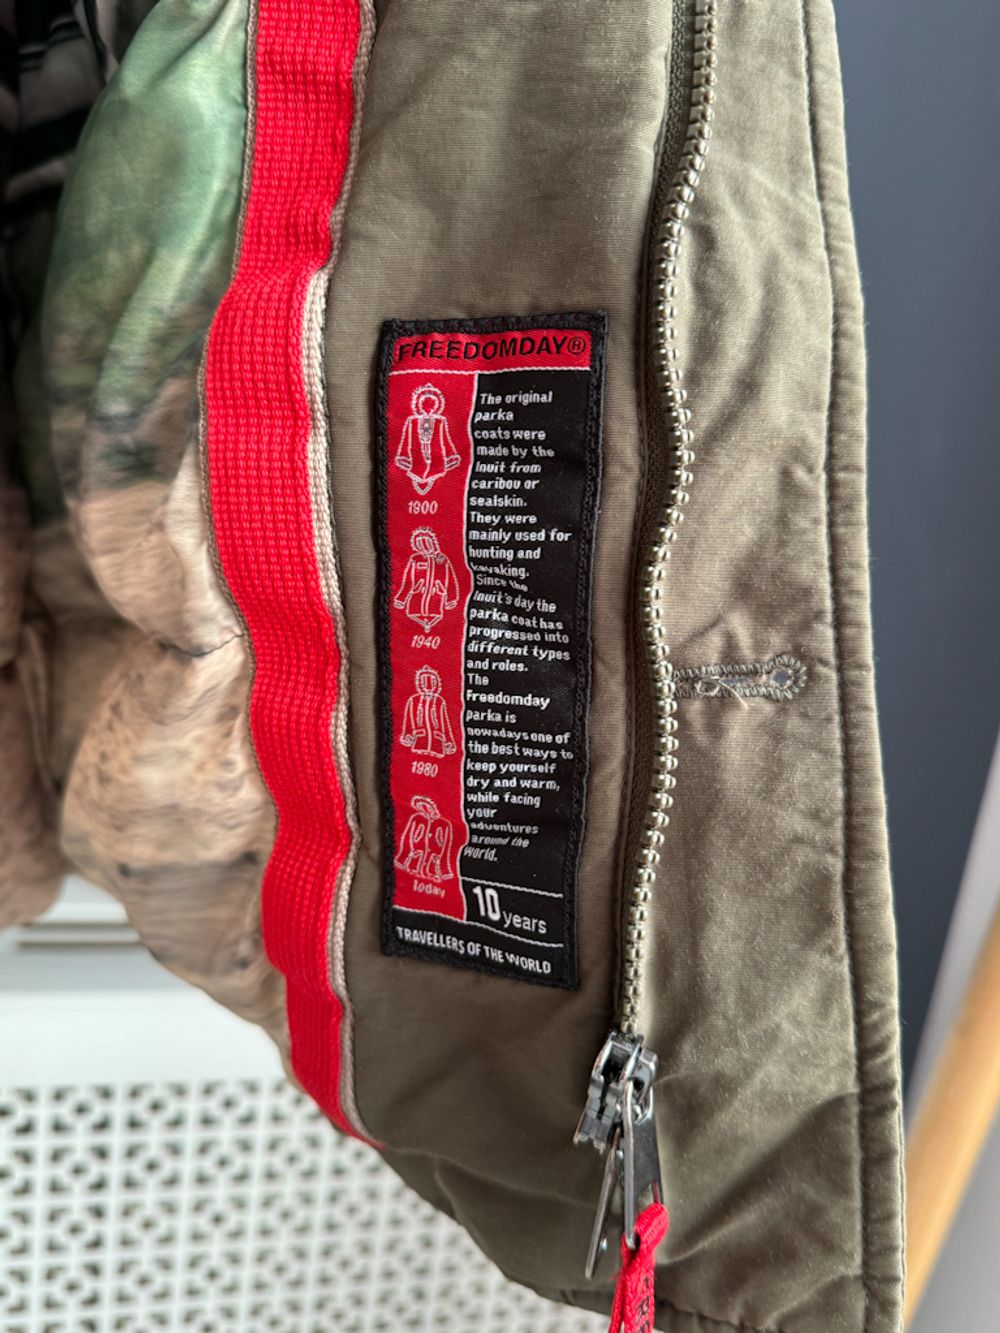 FREEDOMDAY®
The original
parka
coats were
made by the
Inuit from
caribou or
sealskin.
They were
mainly used for
hunting and
kayaking.
Since the
Inuit's day the
parka coat has
progressed into
different types
and roles.
The
Freedomday
parka is
nowadays one of
the best ways to
keep yourself
dry and warm,
while facing
your
adventures
around the
world.
1900
1940
1980
Today
10 years
TRAVELLERS OF THE WORLD